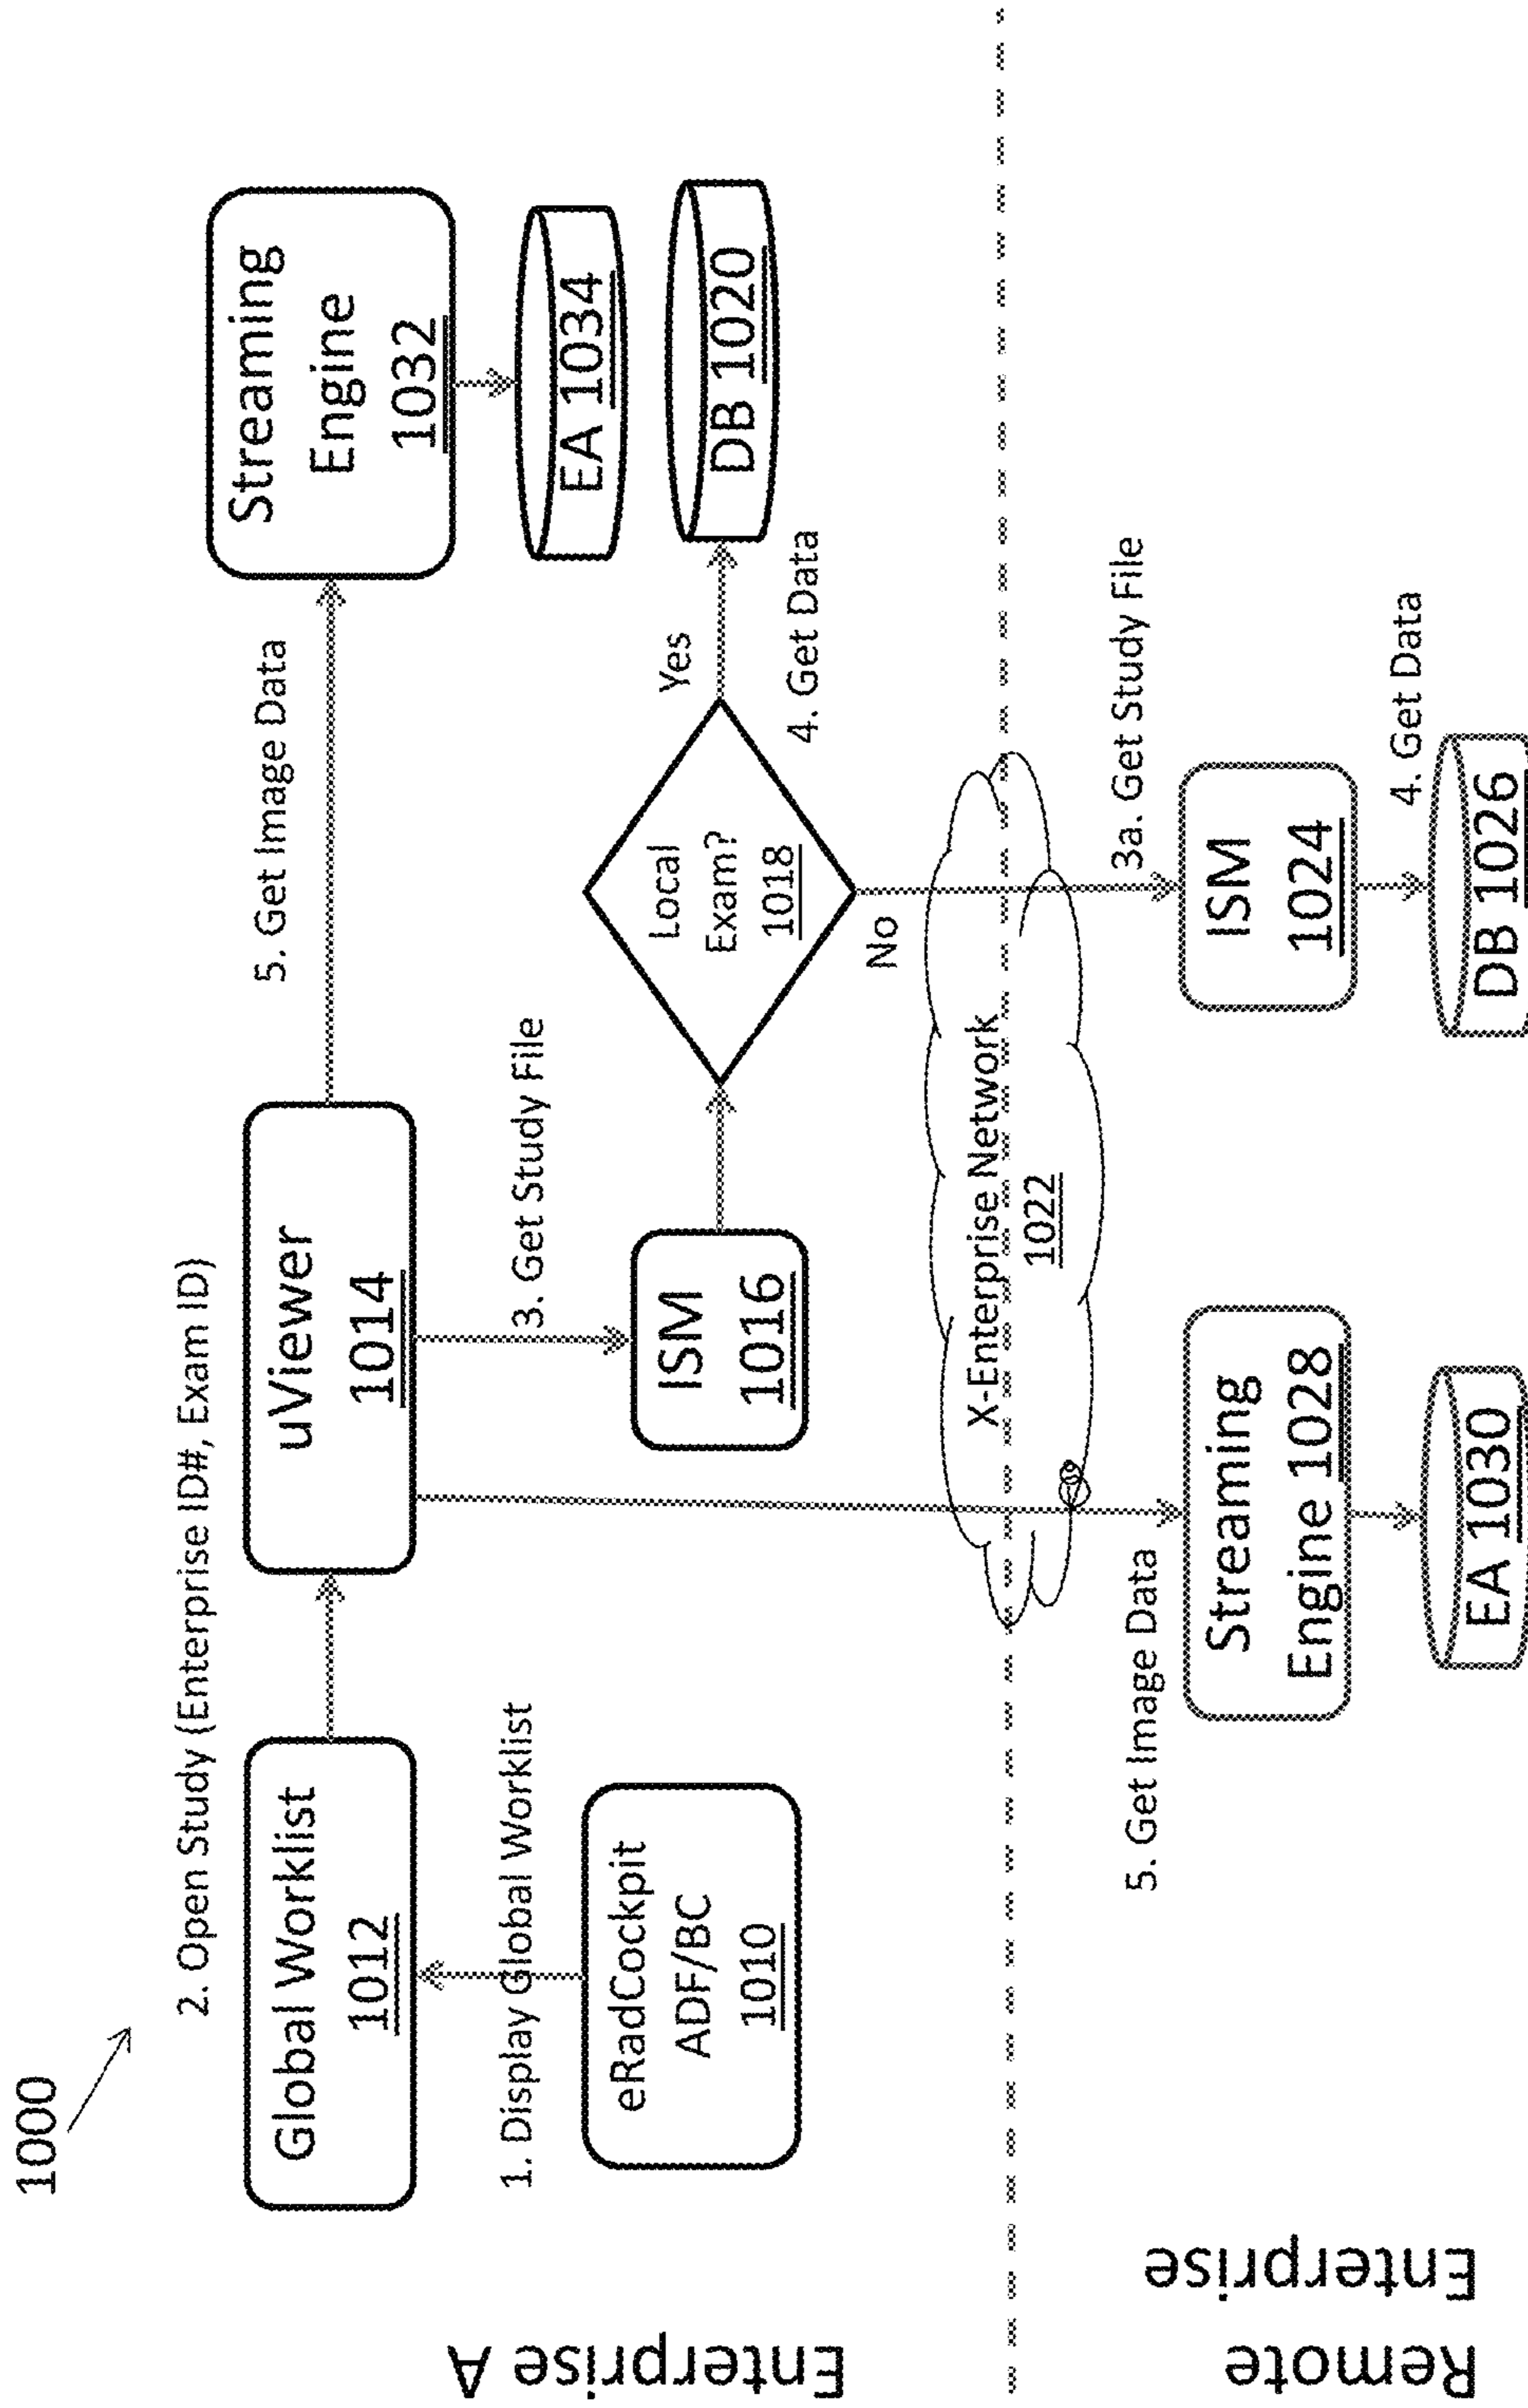 1000
2. Open Study {Enterprise ID#, Exam ID}
Global Worklist
1012
uViewer
1014
5. Get Image Data
Streaming
Engine
1032
1. Display Global Worklist
3. Get Study File
EA 1034
eRadCockpit
ADF/BC
1010
ISM
1016
Local
Exam?
1018
Yes
4. Get Data
DB 1020
No
Enterprise A
X-Enterprise Network
1022
Remote
Enterprise
5. Get Image Data
3a. Get Study File
Streaming
Engine 1028
ISM
1024
4. Get Data
EA 1030
DB 1026